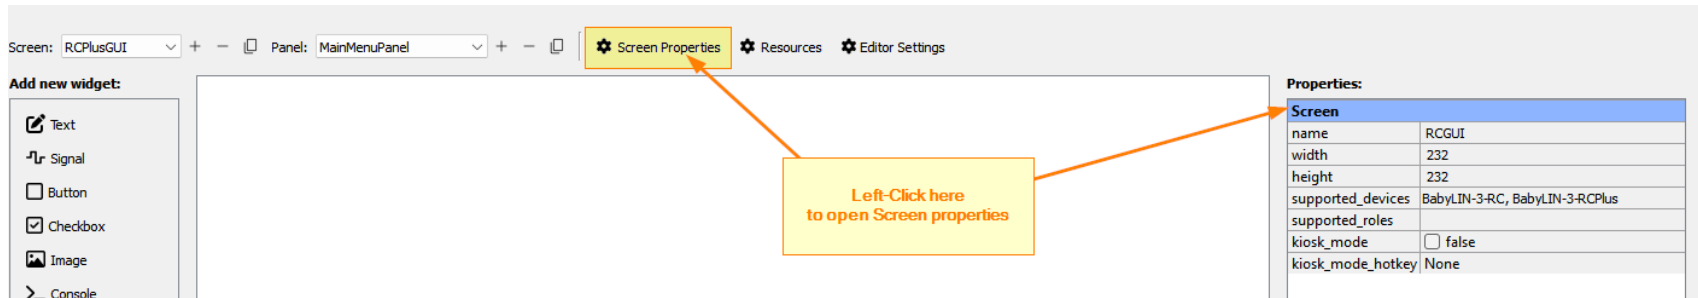 Screen: RCPlusGUI Panel: MainMenuPanel Screen Properties Resources Editor Settings
Add new widget:
Text
Signal
Button
Checkbox
Image
Console
Left-Click here
to open Screen properties
Properties:
Screen
name RCGUI
width 232
height 232
supported_devices BabyLIN-3-RC, BabyLIN-3-RCPlus
supported_roles
kiosk_mode false
kiosk_mode_hotkey None